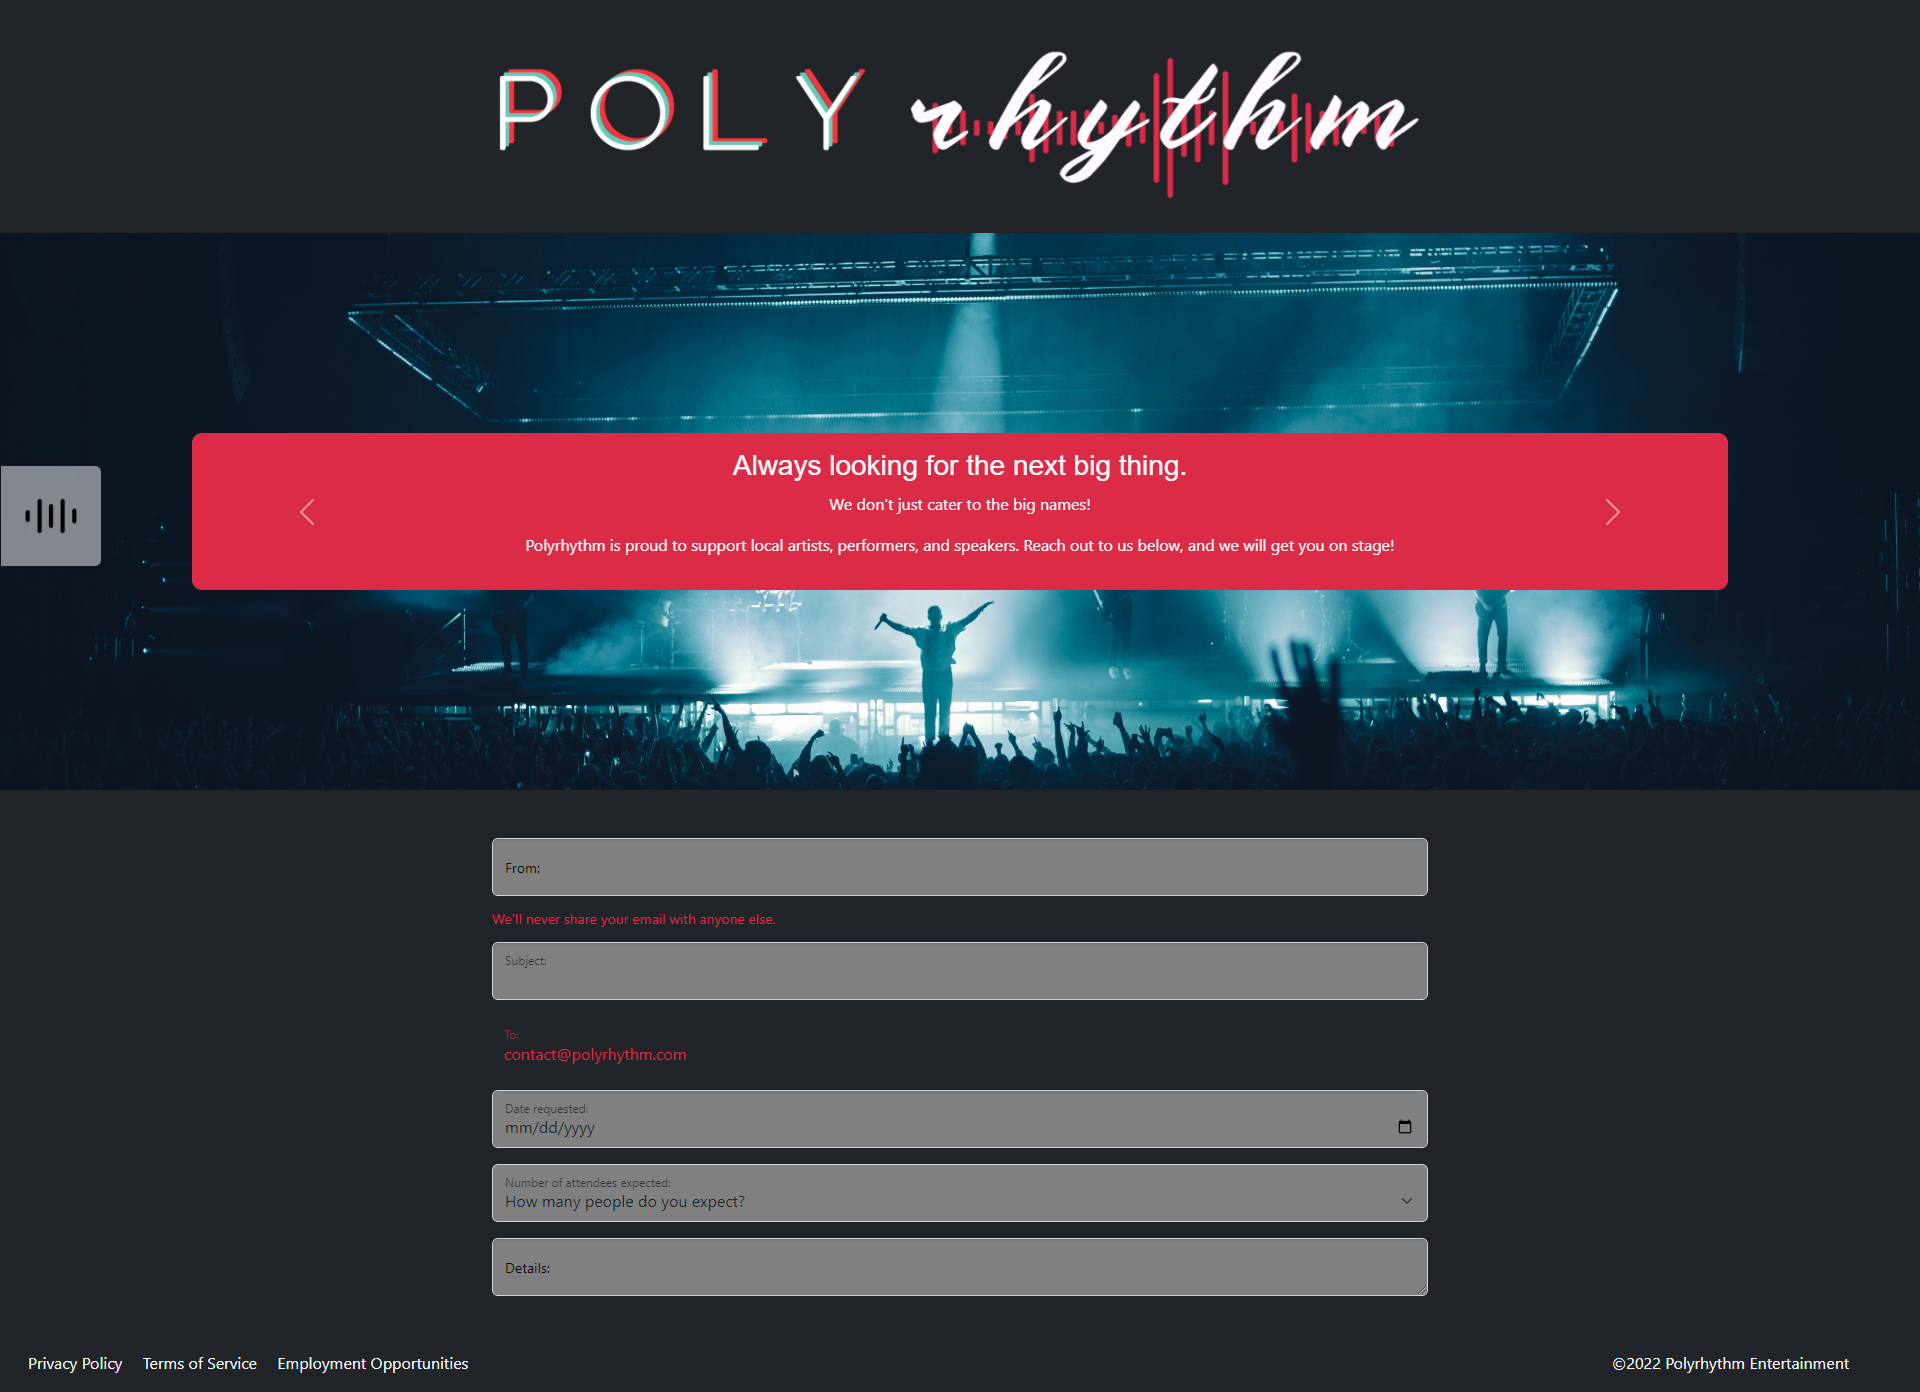 POLY rhythm
Always looking for the next big thing.
We don't just cater to the big names!
Polyrhythm is proud to support local artists, performers, and speakers. Reach out to us below, and we will get you on stage!
From:
We'll never share your email with anyone else.
Subject:
To:
contact@polyrhythm.com
Date requested:
mm/dd/yyyy
Number of attendees expected:
How many people do you expect?
Details:
Privacy Policy Terms of Service Employment Opportunities ©2022 Polyrhythm Entertainment